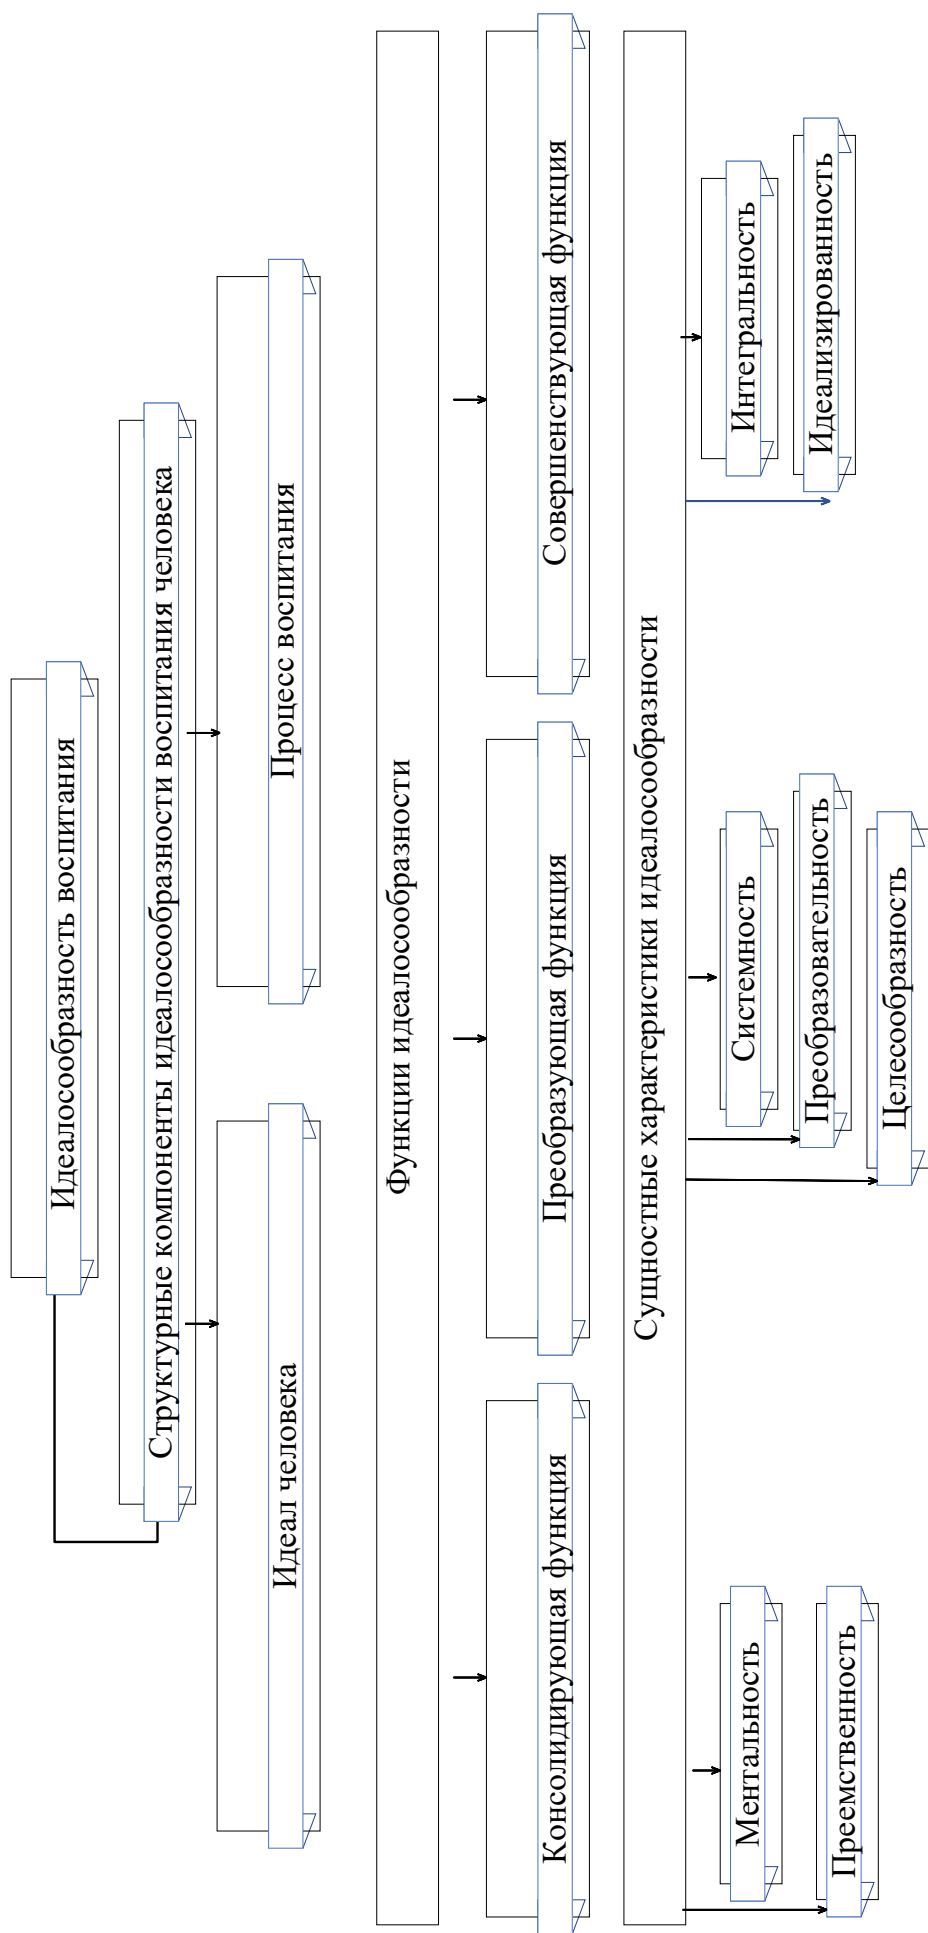 Идеалосообразность воспитания
Структурные компоненты идеалосообразности воспитания человека
Идеал человека
Процесс воспитания
Функции идеалосообразности
Консолидирующая функция
Преобразующая функция
Совершенствующая функция
Сущностные характеристики идеалосообразности
Ментальность
Преемственность
Системность
Преобразовательность
Целесообразность
Интегральность
Идеализированность